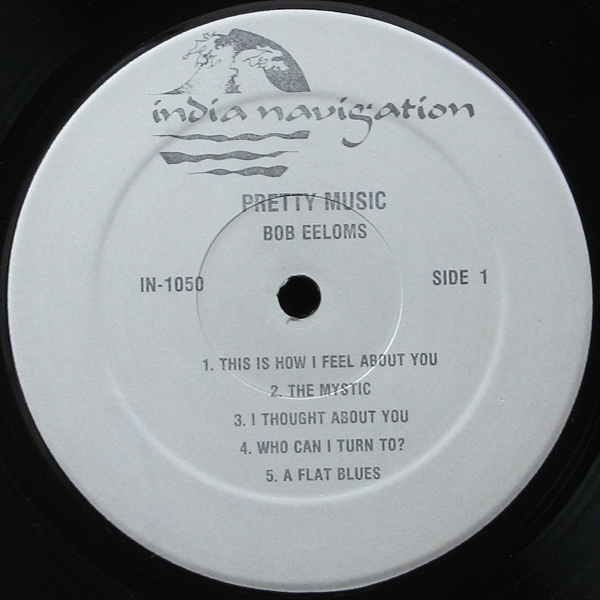 india navigation
PRETTY MUSIC
BOB EELOMS
IN-1050
SIDE 1
1. THIS IS HOW I FEEL ABOUT YOU
2. THE MYSTIC
3. I THOUGHT ABOUT YOU
4. WHO CAN I TURN TO?
5. A FLAT BLUES